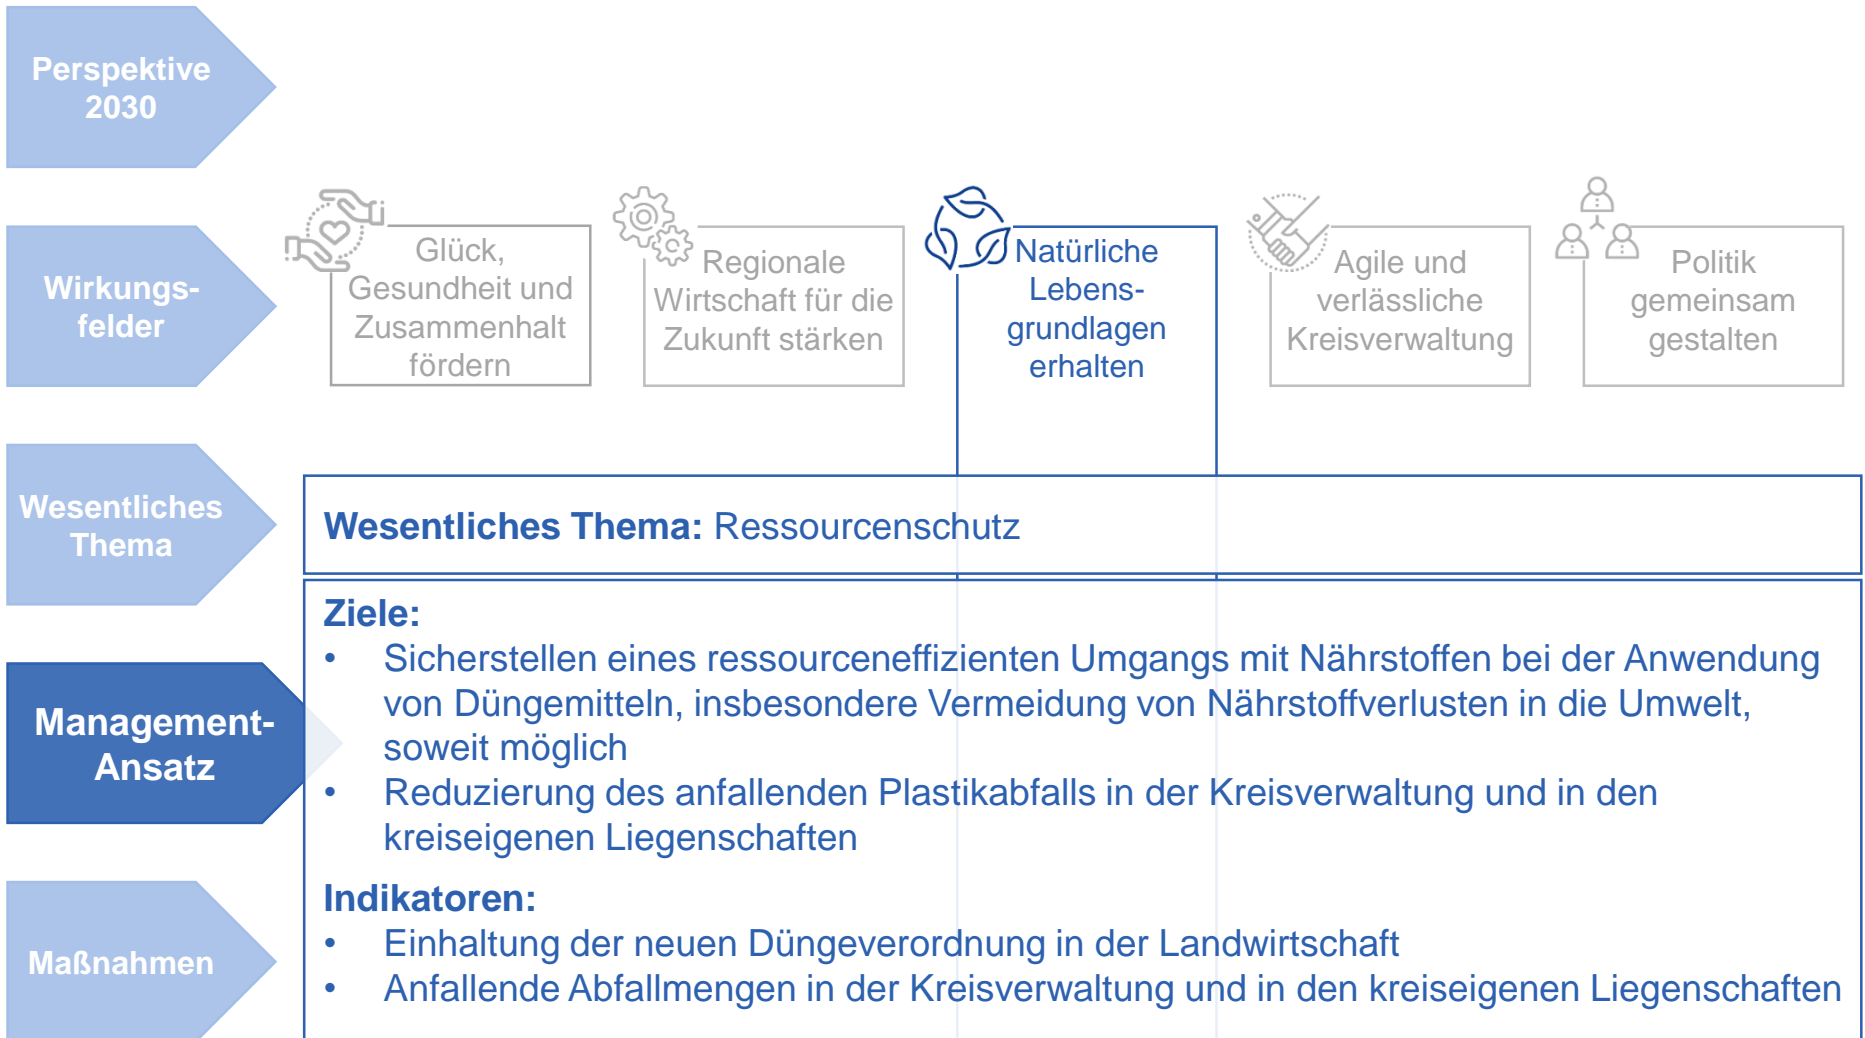 Perspektive
2030
Wirkungs-
felder
Glück,
Gesundheit und
Zusammenhalt
fördern
Regionale
Wirtschaft für die
Zukunft stärken
Natürliche
Lebens-
grundlagen
erhalten
Agile und
verlässliche
Kreisverwaltung
Politik
gemeinsam
gestalten
Wesentliches
Thema
Wesentliches Thema: Ressourcenschutz
Management-
Ansatz
Ziele:
• Sicherstellen eines ressourceneffizienten Umgangs mit Nährstoffen bei der Anwendung
von Düngemitteln, insbesondere Vermeidung von Nährstoffverlusten in die Umwelt,
soweit möglich
• Reduzierung des anfallenden Plastikabfalls in der Kreisverwaltung und in den
kreiseigenen Liegenschaften
Maßnahmen
Indikatoren:
• Einhaltung der neuen Düngeverordnung in der Landwirtschaft
• Anfallende Abfallmengen in der Kreisverwaltung und in den kreiseigenen Liegenschaften